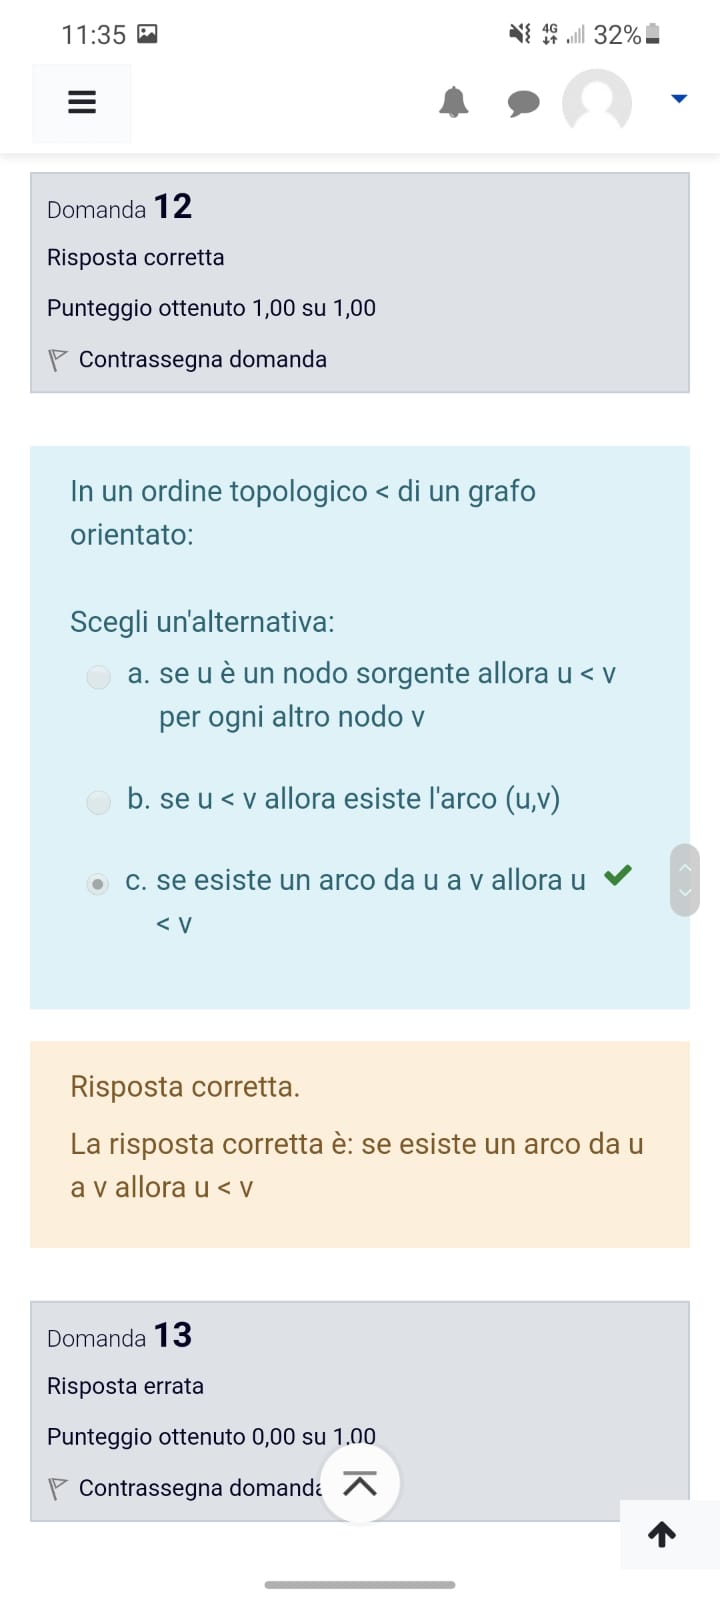 11:35 4G 32%
Domanda 12
Risposta corretta
Punteggio ottenuto 1,00 su 1,00
Contrassegna domanda
In un ordine topologico < di un grafo
orientato:
Scegli un'alternativa:
a. se u è un nodo sorgente allora u < v
per ogni altro nodo v
b. se u < v allora esiste l'arco (u,v)
c. se esiste un arco da u a v allora u
< v
Risposta corretta.
La risposta corretta è: se esiste un arco da u
a v allora u < v
Domanda 13
Risposta errata
Punteggio ottenuto 0,00 su 1,00
Contrassegna domanda